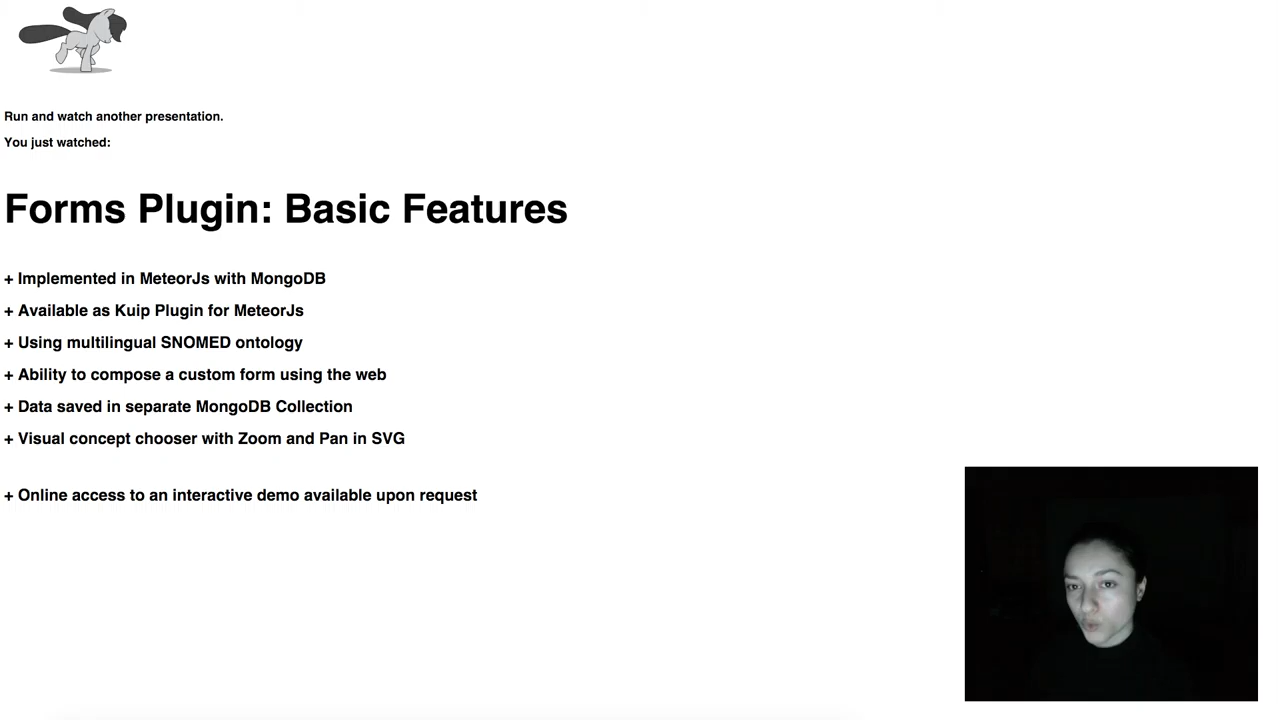 Run and watch another presentation.
You just watched:
Forms Plugin: Basic Features
+ Implemented in MeteorJs with MongoDB
+ Available as Kuip Plugin for MeteorJs
+ Using multilingual SNOMED ontology
+ Ability to compose a custom form using the web
+ Data saved in separate MongoDB Collection
+ Visual concept chooser with Zoom and Pan in SVG
+ Online access to an interactive demo available upon request